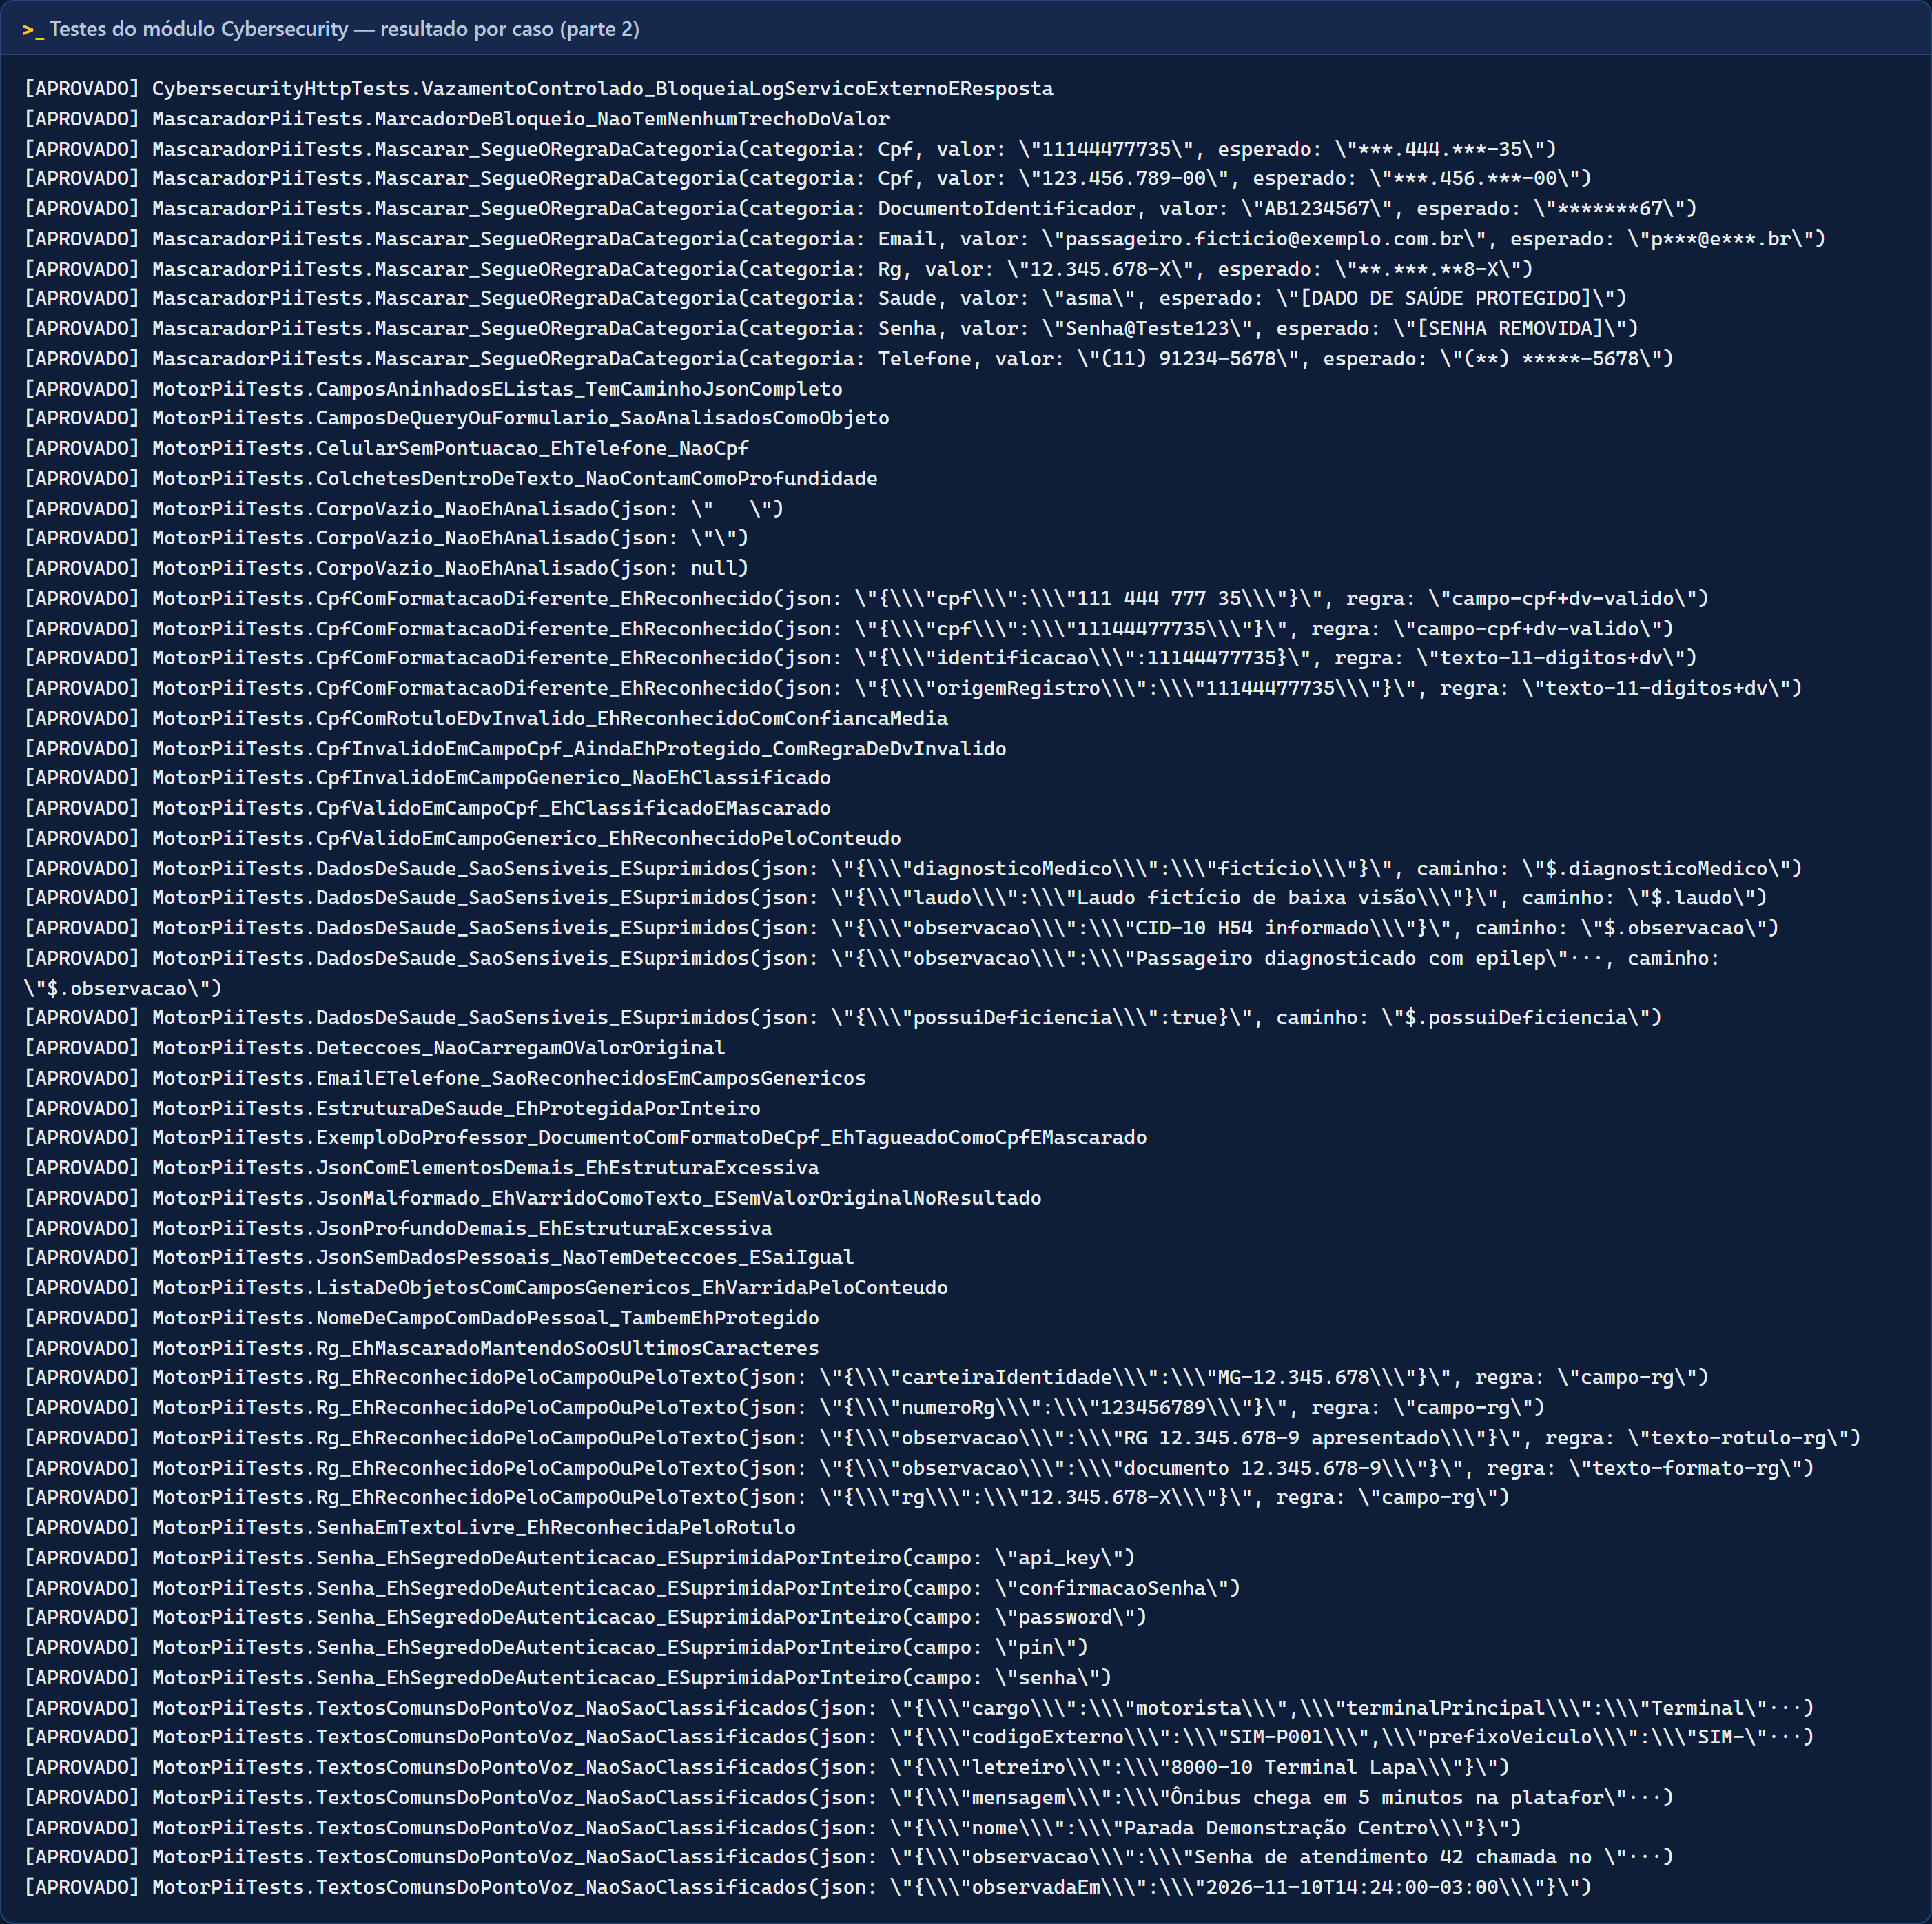 >_ Testes do módulo Cybersecurity — resultado por caso (parte 2)
[APROVADO] CybersecurityHttpTests.VazamentoControlado_BloqueiaLogServicoExternoEResposta
[APROVADO] MascaradorPiiTests.MarcadorDeBloqueio_NaoTemNenhumTrechoDoValor
[APROVADO] MascaradorPiiTests.Mascarar_SegueORegraDaCategoria(categoria: Cpf, valor: \"11144477735\", esperado: \"***.444.***-35\")
[APROVADO] MascaradorPiiTests.Mascarar_SegueORegraDaCategoria(categoria: Cpf, valor: \"123.456.789-00\", esperado: \"***.456.***-00\")
[APROVADO] MascaradorPiiTests.Mascarar_SegueORegraDaCategoria(categoria: DocumentoIdentificador, valor: \"AB1234567\", esperado: \"*******67\")
[APROVADO] MascaradorPiiTests.Mascarar_SegueORegraDaCategoria(categoria: Email, valor: \"passageiro.ficticio@exemplo.com.br\", esperado: \"p***@e***.br\")
[APROVADO] MascaradorPiiTests.Mascarar_SegueORegraDaCategoria(categoria: Rg, valor: \"12.345.678-X\", esperado: \"**.***.**8-X\")
[APROVADO] MascaradorPiiTests.Mascarar_SegueORegraDaCategoria(categoria: Saude, valor: \"asma\", esperado: \"[DADO DE SAÚDE PROTEGIDO]\")
[APROVADO] MascaradorPiiTests.Mascarar_SegueORegraDaCategoria(categoria: Senha, valor: \"Senha@Teste123\", esperado: \"[SENHA REMOVIDA]\")
[APROVADO] MascaradorPiiTests.Mascarar_SegueORegraDaCategoria(categoria: Telefone, valor: \"(11) 91234-5678\", esperado: \"(**) *****-5678\")
[APROVADO] MotorPiiTests.CamposAninhadosEListas_TemCaminhoJsonCompleto
[APROVADO] MotorPiiTests.CamposDeQueryOuFormulario_SaoAnalisadosComoObjeto
[APROVADO] MotorPiiTests.CelularSemPontuacao_EhTelefone_NaoCpf
[APROVADO] MotorPiiTests.ColchetesDentroDeTexto_NaoContamComoProfundidade
[APROVADO] MotorPiiTests.CorpoVazio_NaoEhAnalisado(json: \"   \")
[APROVADO] MotorPiiTests.CorpoVazio_NaoEhAnalisado(json: \"\")
[APROVADO] MotorPiiTests.CorpoVazio_NaoEhAnalisado(json: null)
[APROVADO] MotorPiiTests.CpfComFormatacaoDiferente_EhReconhecido(json: \"{\\\"cpf\\\":\\\"111 444 777 35\\\"}\", regra: \"campo-cpf+dv-valido\")
[APROVADO] MotorPiiTests.CpfComFormatacaoDiferente_EhReconhecido(json: \"{\\\"cpf\\\":\\\"11144477735\\\"}\", regra: \"campo-cpf+dv-valido\")
[APROVADO] MotorPiiTests.CpfComFormatacaoDiferente_EhReconhecido(json: \"{\\\"identificacao\\\":11144477735}\", regra: \"texto-11-digitos+dv\")
[APROVADO] MotorPiiTests.CpfComFormatacaoDiferente_EhReconhecido(json: \"{\\\"origemRegistro\\\":\\\"11144477735\\\"}\", regra: \"texto-11-digitos+dv\")
[APROVADO] MotorPiiTests.CpfComRotuloEDvInvalido_EhReconhecidoComConfiancaMedia
[APROVADO] MotorPiiTests.CpfInvalidoEmCampoCpf_AindaEhProtegido_ComRegraDeDvInvalido
[APROVADO] MotorPiiTests.CpfInvalidoEmCampoGenerico_NaoEhClassificado
[APROVADO] MotorPiiTests.CpfValidoEmCampoCpf_EhClassificadoEMascarado
[APROVADO] MotorPiiTests.CpfValidoEmCampoGenerico_EhReconhecidoPeloConteudo
[APROVADO] MotorPiiTests.DadosDeSaude_SaoSensiveis_ESuprimidos(json: \"{\\\"diagnosticoMedico\\\":\\\"fictício\\\"}\", caminho: \"$.diagnosticoMedico\")
[APROVADO] MotorPiiTests.DadosDeSaude_SaoSensiveis_ESuprimidos(json: \"{\\\"laudo\\\":\\\"Laudo fictício de baixa visão\\\"}\", caminho: \"$.laudo\")
[APROVADO] MotorPiiTests.DadosDeSaude_SaoSensiveis_ESuprimidos(json: \"{\\\"observacao\\\":\\\"CID-10 H54 informado\\\"}\", caminho: \"$.observacao\")
[APROVADO] MotorPiiTests.DadosDeSaude_SaoSensiveis_ESuprimidos(json: \"{\\\"observacao\\\":\\\"Passageiro diagnosticado com epilep\"···, caminho:
\"$.observacao\")
[APROVADO] MotorPiiTests.DadosDeSaude_SaoSensiveis_ESuprimidos(json: \"{\\\"possuiDeficiencia\\\":true}\", caminho: \"$.possuiDeficiencia\")
[APROVADO] MotorPiiTests.Deteccoes_NaoCarregamOValorOriginal
[APROVADO] MotorPiiTests.EmailETelefone_SaoReconhecidosEmCamposGenericos
[APROVADO] MotorPiiTests.EstruturaDeSaude_EhProtegidaPorInteiro
[APROVADO] MotorPiiTests.ExemploDoProfessor_DocumentoComFormatoDeCpf_EhTagueadoComoCpfEMascarado
[APROVADO] MotorPiiTests.JsonComElementosDemais_EhEstruturaExcessiva
[APROVADO] MotorPiiTests.JsonMalformado_EhVarridoComoTexto_ESemValorOriginalNoResultado
[APROVADO] MotorPiiTests.JsonProfundoDemais_EhEstruturaExcessiva
[APROVADO] MotorPiiTests.JsonSemDadosPessoais_NaoTemDeteccoes_ESaiIgual
[APROVADO] MotorPiiTests.ListaDeObjetosComCamposGenericos_EhVarridaPeloConteudo
[APROVADO] MotorPiiTests.NomeDeCampoComDadoPessoal_TambemEhProtegido
[APROVADO] MotorPiiTests.Rg_EhMascaradoMantendoSoOsUltimosCaracteres
[APROVADO] MotorPiiTests.Rg_EhReconhecidoPeloCampoOuPeloTexto(json: \"{\\\"carteiraIdentidade\\\":\\\"MG-12.345.678\\\"}\", regra: \"campo-rg\")
[APROVADO] MotorPiiTests.Rg_EhReconhecidoPeloCampoOuPeloTexto(json: \"{\\\"numeroRg\\\":\\\"123456789\\\"}\", regra: \"campo-rg\")
[APROVADO] MotorPiiTests.Rg_EhReconhecidoPeloCampoOuPeloTexto(json: \"{\\\"observacao\\\":\\\"RG 12.345.678-9 apresentado\\\"}\", regra: \"texto-rotulo-rg\")
[APROVADO] MotorPiiTests.Rg_EhReconhecidoPeloCampoOuPeloTexto(json: \"{\\\"observacao\\\":\\\"documento 12.345.678-9\\\"}\", regra: \"texto-formato-rg\")
[APROVADO] MotorPiiTests.Rg_EhReconhecidoPeloCampoOuPeloTexto(json: \"{\\\"rg\\\":\\\"12.345.678-X\\\"}\", regra: \"campo-rg\")
[APROVADO] MotorPiiTests.SenhaEmTextoLivre_EhReconhecidaPeloRotulo
[APROVADO] MotorPiiTests.Senha_EhSegredoDeAutenticacao_ESuprimidaPorInteiro(campo: \"api_key\")
[APROVADO] MotorPiiTests.Senha_EhSegredoDeAutenticacao_ESuprimidaPorInteiro(campo: \"confirmacaoSenha\")
[APROVADO] MotorPiiTests.Senha_EhSegredoDeAutenticacao_ESuprimidaPorInteiro(campo: \"password\")
[APROVADO] MotorPiiTests.Senha_EhSegredoDeAutenticacao_ESuprimidaPorInteiro(campo: \"pin\")
[APROVADO] MotorPiiTests.Senha_EhSegredoDeAutenticacao_ESuprimidaPorInteiro(campo: \"senha\")
[APROVADO] MotorPiiTests.TextosComunsDoPontoVoz_NaoSaoClassificados(json: \"{\\\"cargo\\\":\\\"motorista\\\",\\\"terminalPrincipal\\\":\\\"Terminal\"···)
[APROVADO] MotorPiiTests.TextosComunsDoPontoVoz_NaoSaoClassificados(json: \"{\\\"codigoExterno\\\":\\\"SIM-P001\\\",\\\"prefixoVeiculo\\\":\\\"SIM-\"···)
[APROVADO] MotorPiiTests.TextosComunsDoPontoVoz_NaoSaoClassificados(json: \"{\\\"letreiro\\\":\\\"8000-10 Terminal Lapa\\\"}\")
[APROVADO] MotorPiiTests.TextosComunsDoPontoVoz_NaoSaoClassificados(json: \"{\\\"mensagem\\\":\\\"Ônibus chega em 5 minutos na platafor\"···)
[APROVADO] MotorPiiTests.TextosComunsDoPontoVoz_NaoSaoClassificados(json: \"{\\\"nome\\\":\\\"Parada Demonstração Centro\\\"}\")
[APROVADO] MotorPiiTests.TextosComunsDoPontoVoz_NaoSaoClassificados(json: \"{\\\"observacao\\\":\\\"Senha de atendimento 42 chamada no \"···)
[APROVADO] MotorPiiTests.TextosComunsDoPontoVoz_NaoSaoClassificados(json: \"{\\\"observadaEm\\\":\\\"2026-11-10T14:24:00-03:00\\\"}\")